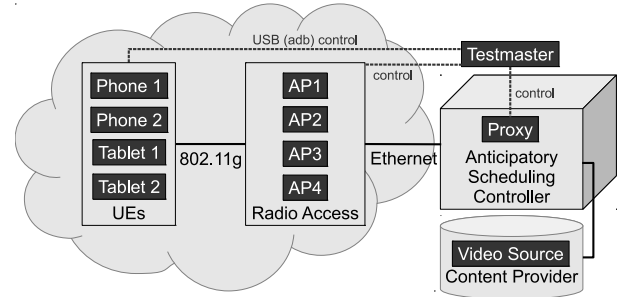 USB (adb) control
Testmaster
control
control
Phone 1
Phone 2
Tablet 1
Tablet 2
UEs
802.11g
AP1
AP2
AP3
AP4
Radio Access
Ethernet
Proxy
Anticipatory
Scheduling
Controller
Video Source
Content Provider